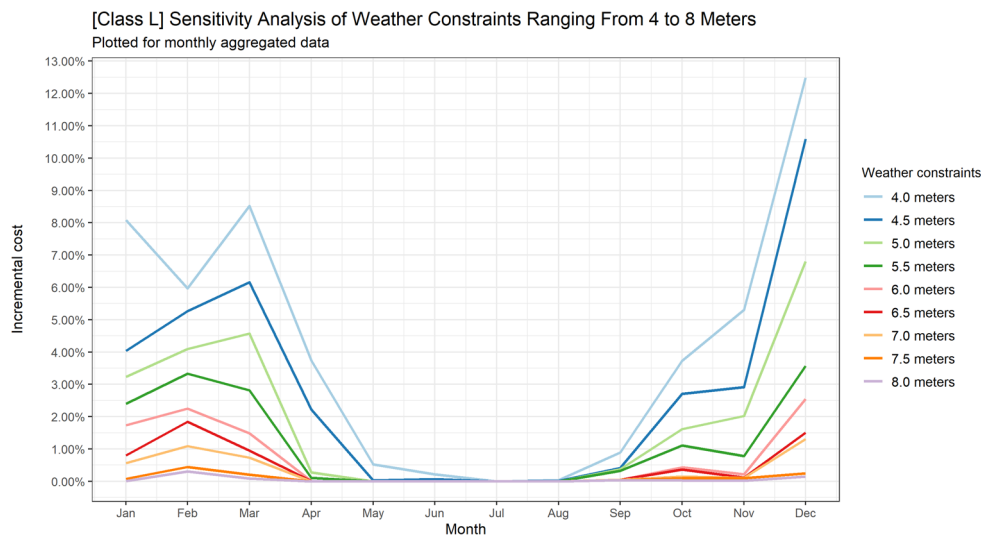 [Class L] Sensitivity Analysis of Weather Constraints Ranging From 4 to 8 Meters
Plotted for monthly aggregated data
13.00%
12.00%
11.00%
10.00%
9.00%
8.00%
7.00%
6.00%
5.00%
4.00%
3.00%
2.00%
1.00%
0.00%
Incremental cost
Jan Feb Mar Apr May Jun Jul Aug Sep Oct Nov Dec
Month
Weather constraints
4.0 meters
4.5 meters
5.0 meters
5.5 meters
6.0 meters
6.5 meters
7.0 meters
7.5 meters
8.0 meters